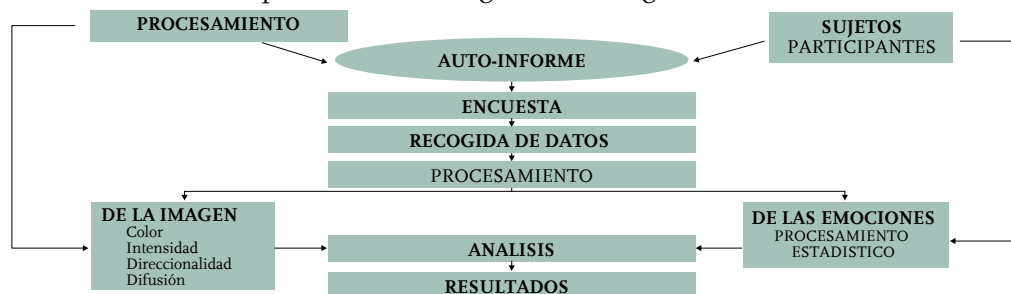 PROCESAMIENTO
SUJETOS
PARTICIPANTES
AUTO-INFORME
ENCUESTA
RECOGIDA DE DATOS
PROCESAMIENTO
DE LA IMAGEN
Color
Intensidad
Direccionalidad
Difusión
DE LAS EMOCIONES
PROCESAMIENTO
ESTADISTICO
ANALISIS
RESULTADOS